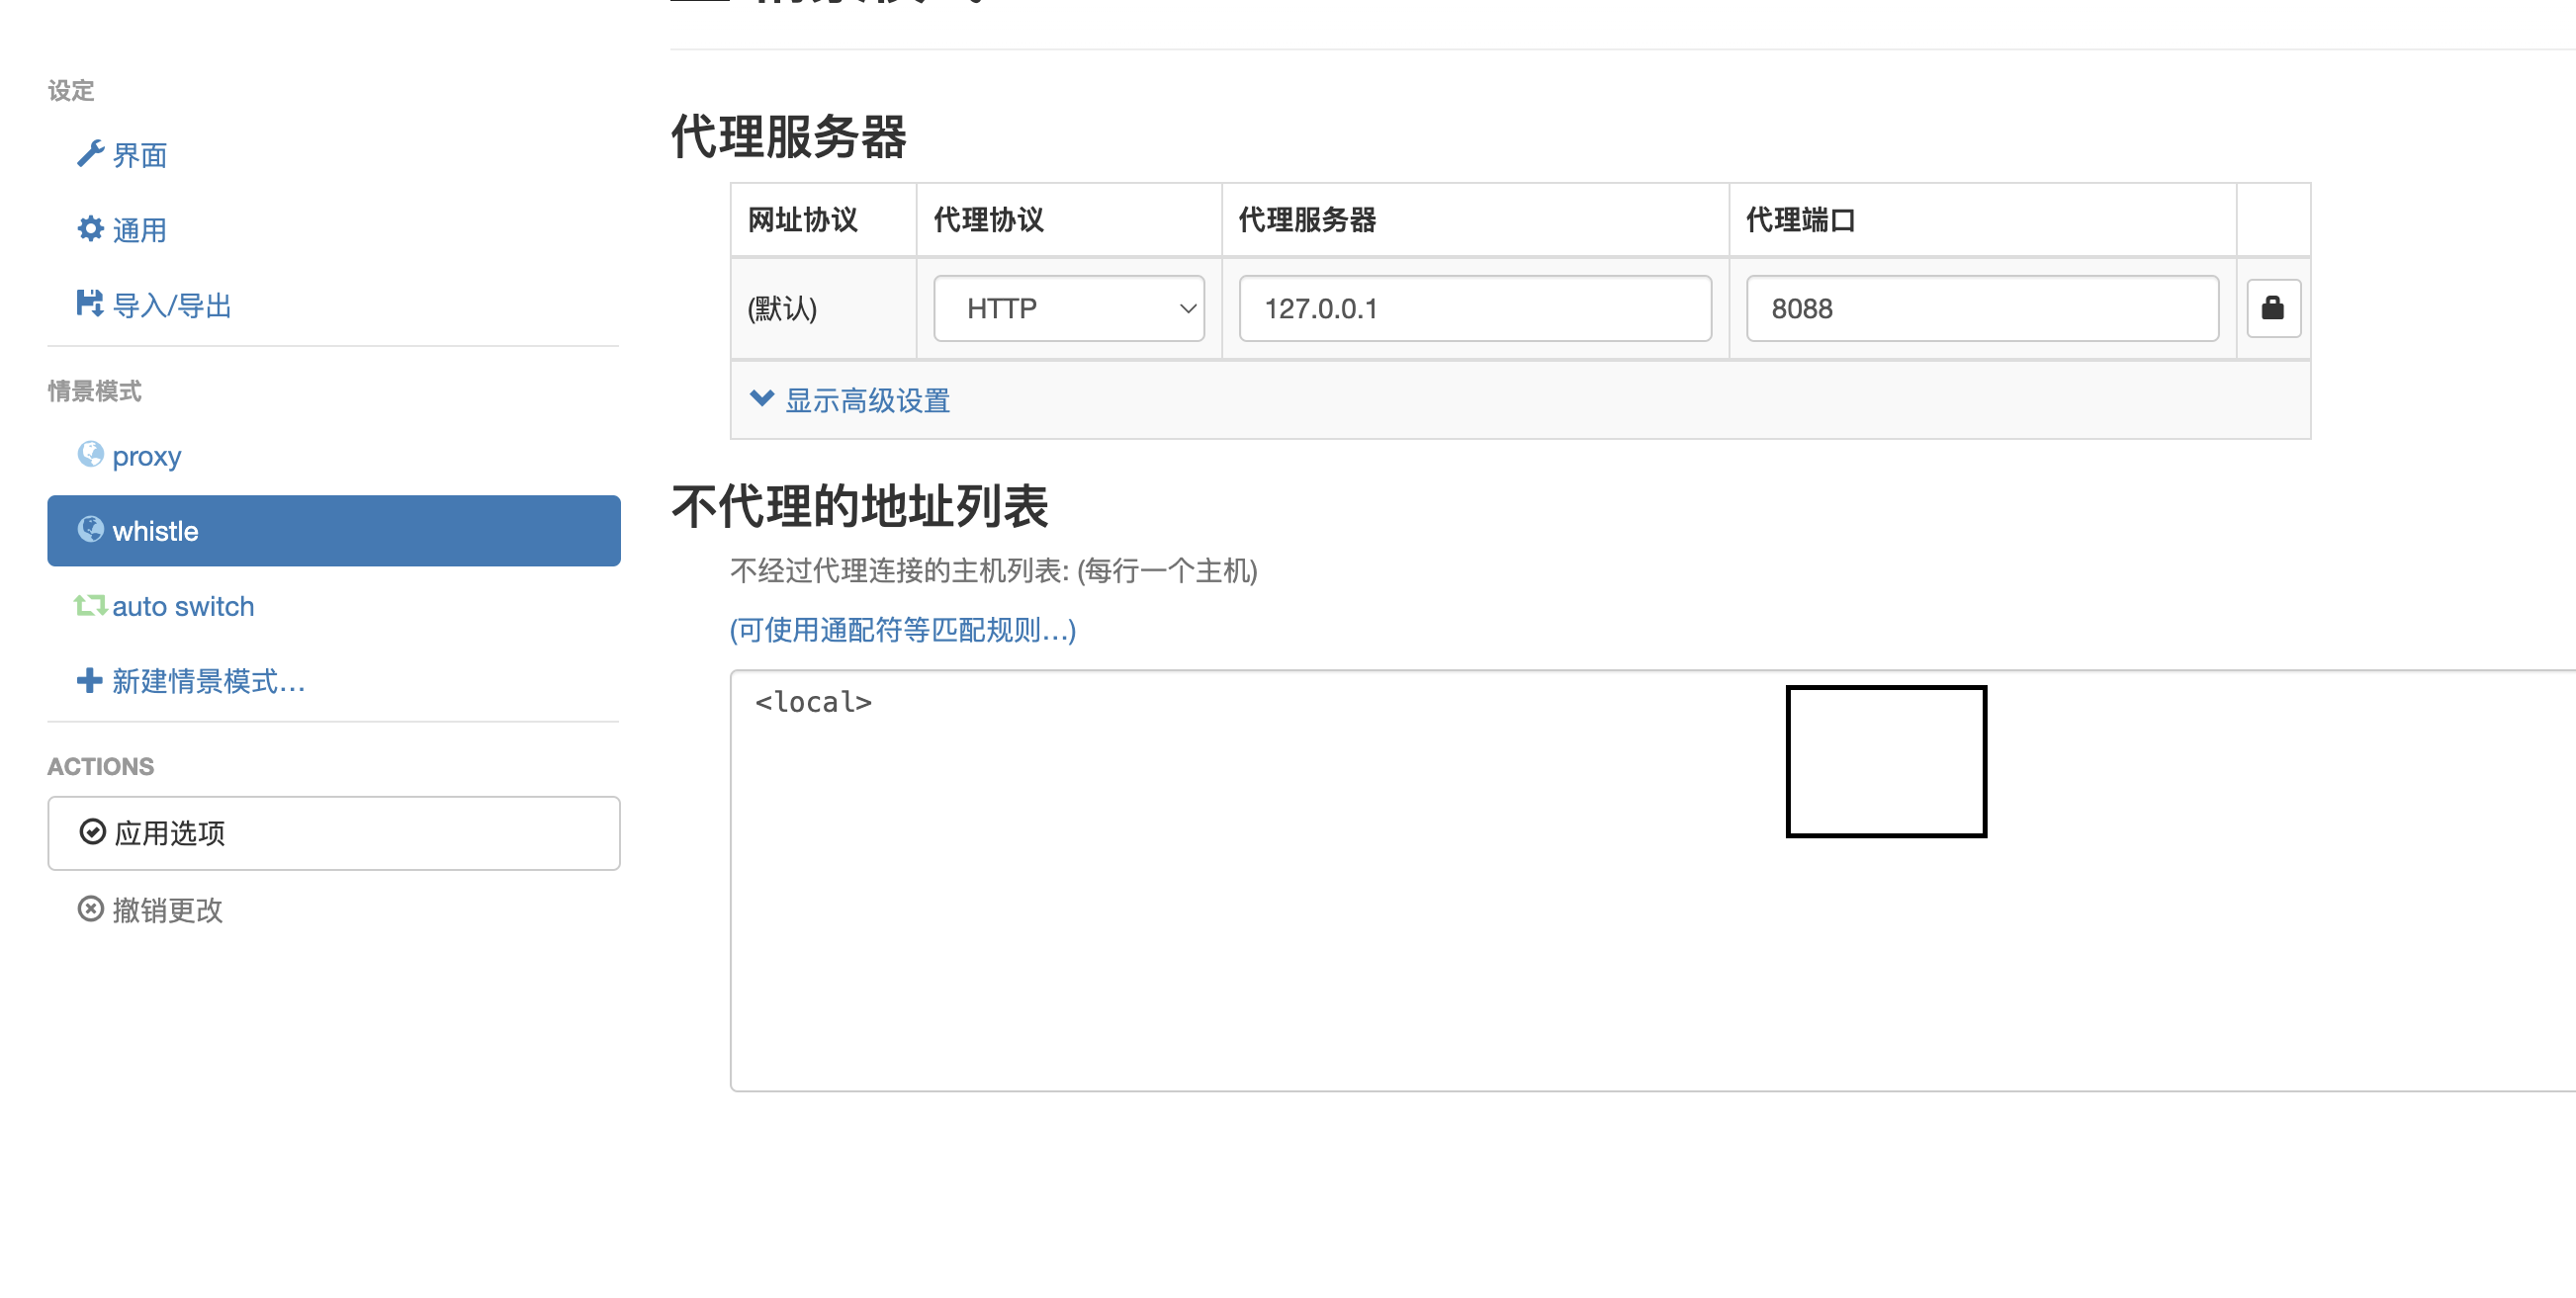 设定
界面
通用
导入/导出
情景模式
proxy
whistle
auto switch
新建情景模式…
ACTIONS
应用选项
撤销更改
代理服务器
网址协议 代理协议 代理服务器 代理端口
(默认) HTTP 127.0.0.1 8088
显示高级设置
不代理的地址列表
不经过代理连接的主机列表: (每行一个主机)
(可使用通配符等匹配规则…)
<local>